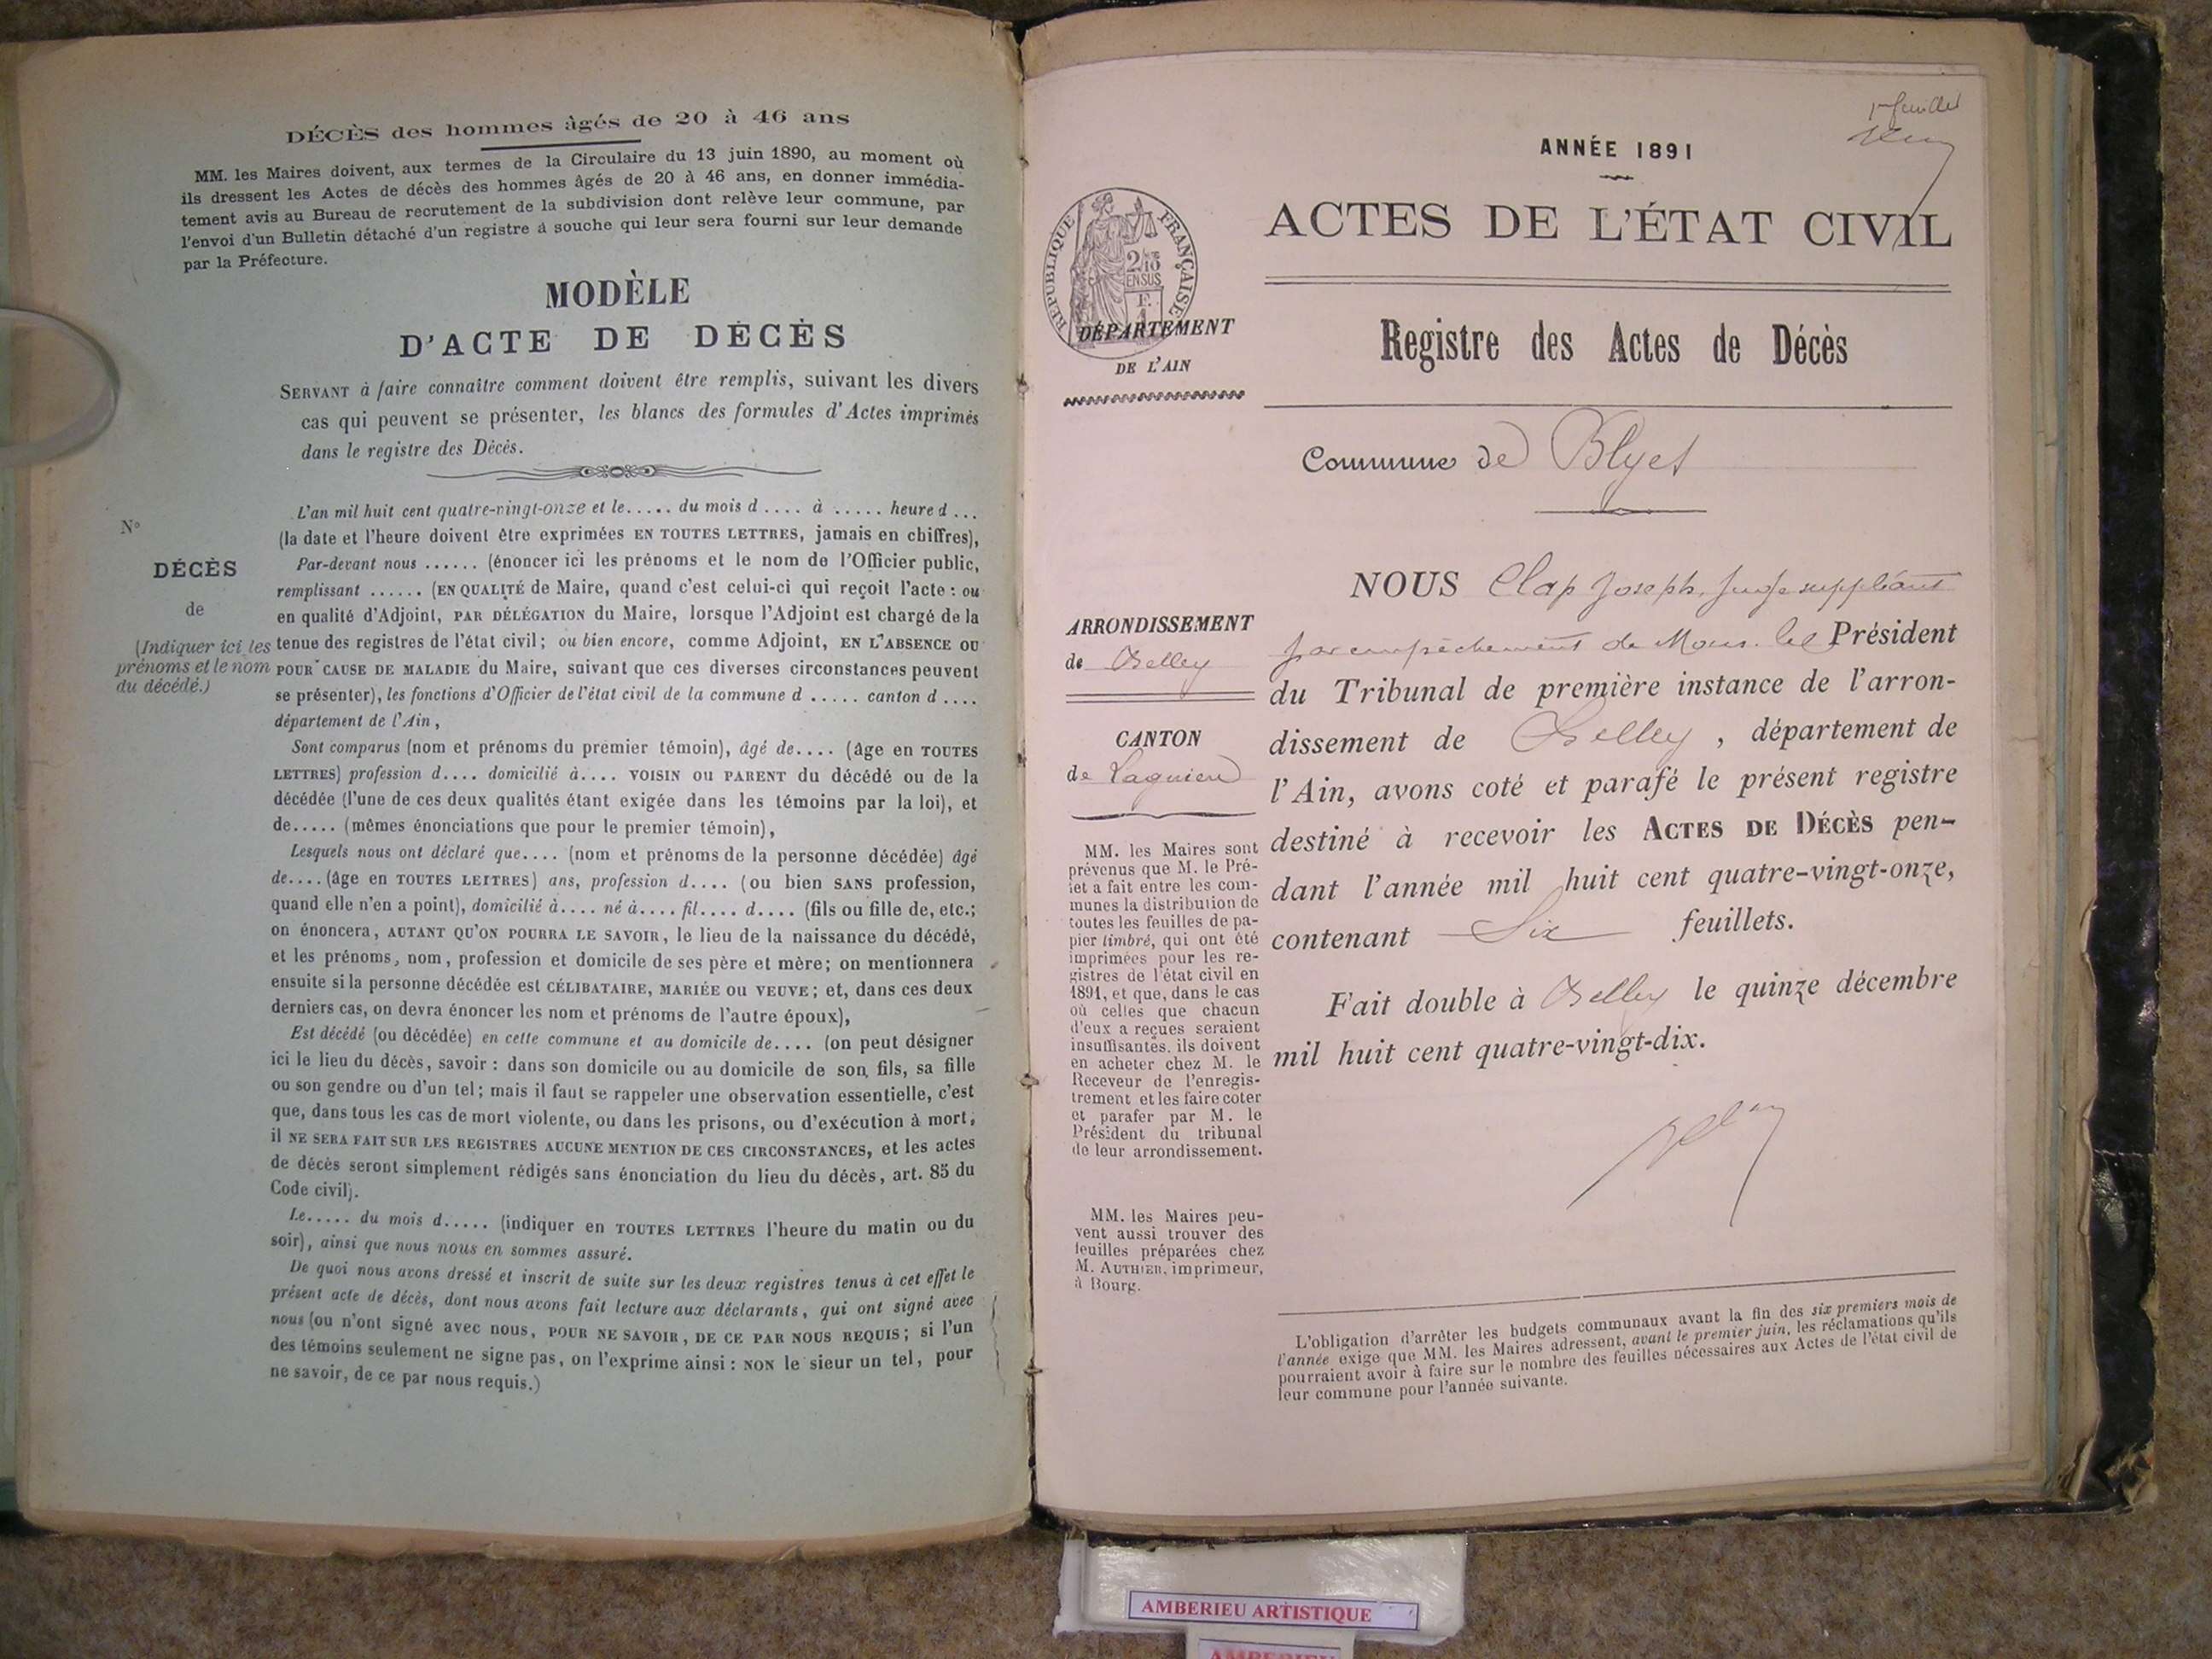 DÉCÈS des hommes âgés de 20 à 46 ans
MM. les Maires doivent, aux termes de la Circulaire du 13 juin 1890, au moment où
ils dressent les Actes de décès des hommes âgés de 20 à 46 ans, en donner immédia-
tement avis au Bureau de recrutement de la subdivision dont relève leur commune, par
l'envoi d'un Bulletin détaché d'un registre à souche qui leur sera fourni sur leur demande
par la Préfecture.
MODÈLE
D'ACTE DE DÉCÈS
SERVANT à faire connaître comment doivent être remplis, suivant les divers
cas qui peuvent se présenter, les blancs des formules d'Actes imprimés
dans le registre des Décès.
N°
DÉCÈS
de
(Indiquer ici les
prénoms et le nom
du décédé.)
L'an mil huit cent quatre-vingt-onze et le..... du mois d .... à ..... heure d ...
(la date et l'heure doivent être exprimées EN TOUTES LETTRES, jamais en chiffres),
Par-devant nous ...... (énoncer ici les prénoms et le nom de l'Officier public,
remplissant ...... (EN QUALITÉ de Maire, quand c'est celui-ci qui reçoit l'acte : ou
en qualité d'Adjoint, PAR DÉLÉGATION du Maire, lorsque l'Adjoint est chargé de la
tenue des registres de l'état civil ; ou bien encore, comme Adjoint, EN L'ABSENCE OU
POUR CAUSE DE MALADIE du Maire, suivant que ces diverses circonstances peuvent
se présenter), les fonctions d'Officier de l'état civil de la commune d ..... canton d ....
département de l'Ain,
Sont comparus (nom et prénoms du premier témoin), âgé de.... (âge en TOUTES
LETTRES) profession d.... domicilié à.... VOISIN OU PARENT du décédé ou de la
décédée (l'une de ces deux qualités étant exigée dans les témoins par la loi), et
de..... (mêmes énonciations que pour le premier témoin),
Lesquels nous ont déclaré que.... (nom et prénoms de la personne décédée) âgé
de.... (âge en TOUTES LETTRES) ans, profession d.... (ou bien SANS profession,
quand elle n'en a point), domicilié à.... né à.... fil.... d.... (fils ou fille de, etc.;
on énoncera, AUTANT QU'ON POURRA LE SAVOIR, le lieu de la naissance du décédé,
et les prénoms, nom, profession et domicile de ses père et mère; on mentionnera
ensuite si la personne décédée est CÉLIBATAIRE, MARIÉE OU VEUVE; et, dans ces deux
derniers cas, on devra énoncer les nom et prénoms de l'autre époux),
Est décédé (ou décédée) en cette commune et au domicile de.... (on peut désigner
ici le lieu du décès, savoir : dans son domicile ou au domicile de son fils, sa fille
ou son gendre ou d'un tel; mais il faut se rappeler une observation essentielle, c'est
que, dans tous les cas de mort violente, ou dans les prisons, ou d'exécution à mort,
il NE SERA FAIT SUR LES REGISTRES AUCUNE MENTION DE CES CIRCONSTANCES, et les actes
de décès seront simplement rédigés sans énonciation du lieu du décès, art. 85 du
Code civil).
Le..... du mois d..... (indiquer en TOUTES LETTRES l'heure du matin ou du
soir), ainsi que nous nous en sommes assuré.
De quoi nous avons dressé et inscrit de suite sur les deux registres tenus à cet effet le
présent acte de décès, dont nous avons fait lecture aux déclarants, qui ont signé avec
nous (ou n'ont signé avec nous, POUR NE SAVOIR, DE CE PAR NOUS REQUIS; si l'un
des témoins seulement ne signe pas, on l'exprime ainsi : NON le sieur un tel, pour
ne savoir, de ce par nous requis.)
1er feuillet
ANNÉE 1891
ACTES DE L'ÉTAT CIVIL
RÉPUBLIQUE FRANÇAISE
2/10
EN SUS
DÉPARTEMENT
DE L'AIN
Registre des Actes de Décès
Commune de Blyes
ARRONDISSEMENT
de Belley
CANTON
de Lagnieu
MM. les Maires sont
prévenus que M. le Pré-
fet a fait entre les com-
munes la distribution de
toutes les feuilles de pa-
pier timbré, qui ont été
imprimées pour les re-
gistres de l'état civil en
1891, et que, dans le cas
où celles que chacun
d'eux a reçues seraient
insuffisantes, ils doivent
en acheter chez M. le
Receveur de l'enregis-
trement et les faire coter
et parafer par M. le
Président du tribunal
de leur arrondissement.
MM. les Maires peu-
vent aussi trouver des
feuilles préparées chez
M. AUTHIER, imprimeur,
à Bourg.
NOUS Clap Joseph, Juge suppléant
par empêchement de Mons. le Président
du Tribunal de première instance de l'arron-
dissement de Belley, département de
l'Ain, avons coté et parafé le présent registre
destiné à recevoir les ACTES DE DÉCÈS pen-
dant l'année mil huit cent quatre-vingt-onze,
contenant Six feuillets.
Fait double à Belley le quinze décembre
mil huit cent quatre-vingt-dix.
L'obligation d'arrêter les budgets communaux avant la fin des six premiers mois de
l'année exige que MM. les Maires adressent, avant le premier juin, les réclamations qu'ils
pourraient avoir à faire sur le nombre des feuilles nécessaires aux Actes de l'état civil de
leur commune pour l'année suivante.
AMBERIEU ARTISTIQUE
AMBERIEU